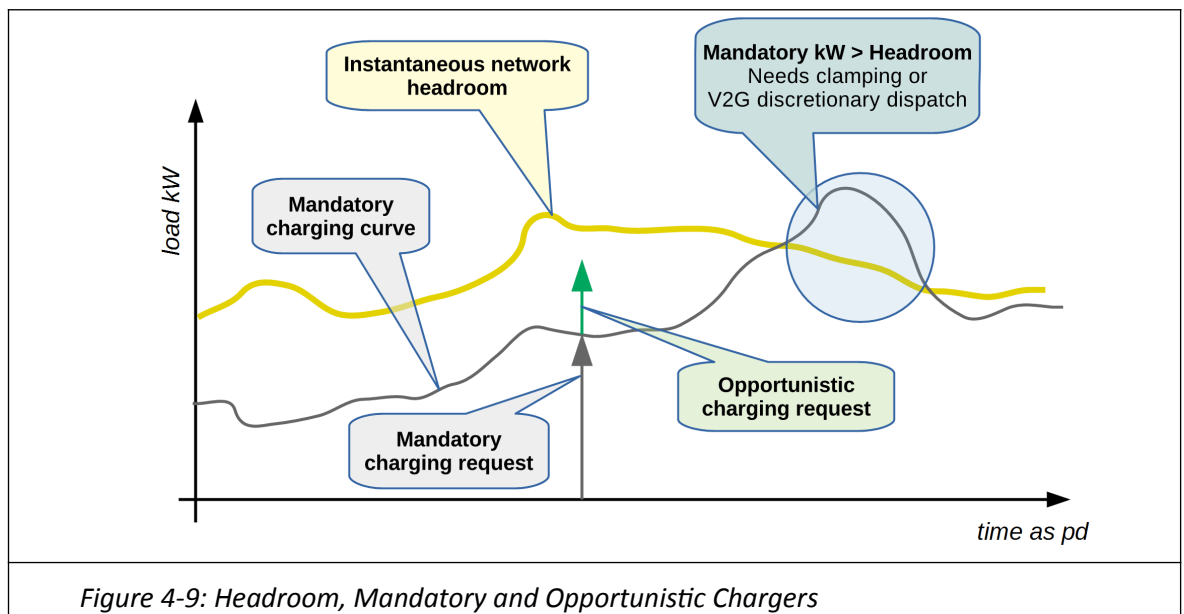 Mandatory kW > Headroom
Needs clamping or
V2G discretionary dispatch
Instantaneous network
headroom
load kW
Mandatory
charging curve
Opportunistic
charging request
Mandatory
charging request
time as pd
Figure 4-9: Headroom, Mandatory and Opportunistic Chargers